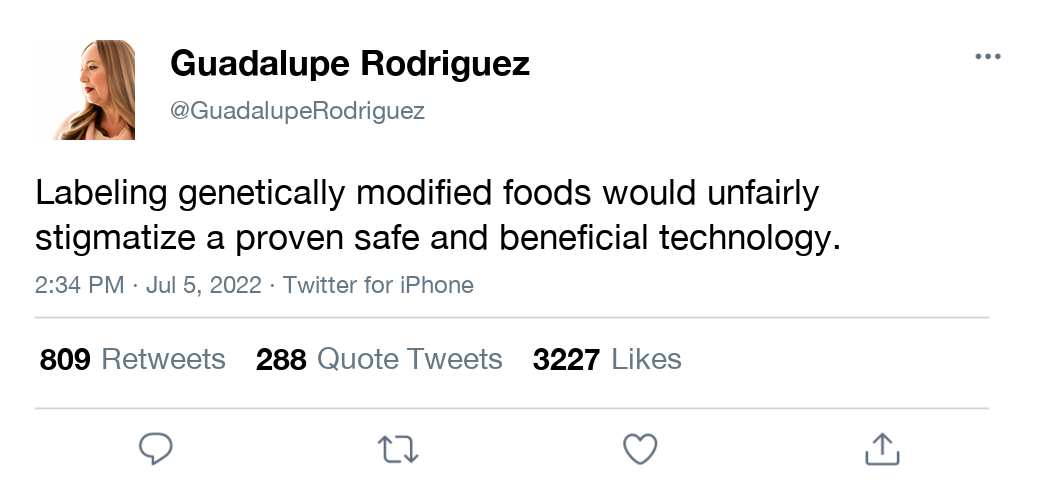 Guadalupe Rodriguez
@GuadalupeRodriguez
Labeling genetically modified foods would unfairly
stigmatize a proven safe and beneficial technology.
2:34 PM · Jul 5, 2022 · Twitter for iPhone
809 Retweets 288 Quote Tweets 3227 Likes